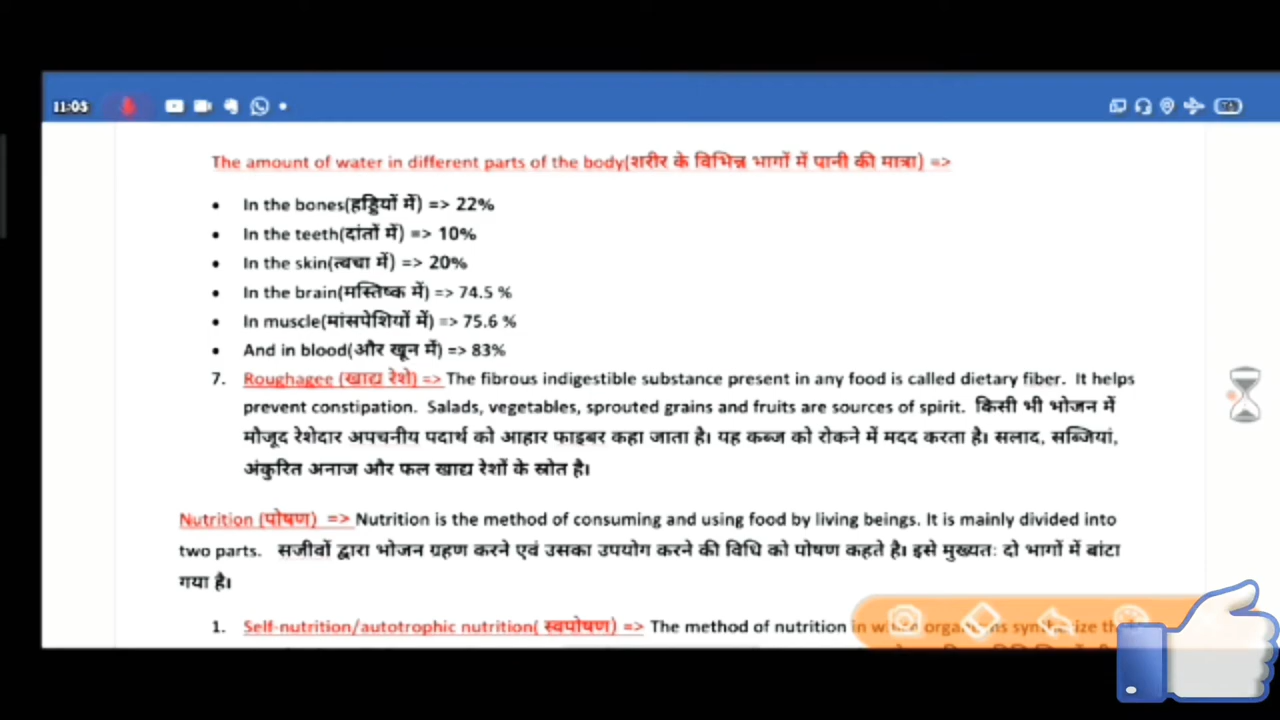 11:05
The amount of water in different parts of the body(शरीर के विभिन्न भागों में पानी की मात्रा) =>
• In the bones(हड्डियों में) => 22%
• In the teeth(दांतों में) => 10%
• In the skin(त्वचा में) => 20%
• In the brain(मस्तिष्क में) => 74.5 %
• In muscle(मांसपेशियों में) => 75.6 %
• And in blood(और खून में) => 83%
7. Roughagee (खाद्य रेशे) => The fibrous indigestible substance present in any food is called dietary fiber. It helps
prevent constipation. Salads, vegetables, sprouted grains and fruits are sources of spirit. किसी भी भोजन में
मौजूद रेशेदार अपचनीय पदार्थ को आहार फाइबर कहा जाता है। यह कब्ज को रोकने में मदद करता है। सलाद, सब्जियां,
अंकुरित अनाज और फल खाद्य रेशों के स्रोत है।
Nutrition (पोषण) => Nutrition is the method of consuming and using food by living beings. It is mainly divided into
two parts. सजीवों द्वारा भोजन ग्रहण करने एवं उसका उपयोग करने की विधि को पोषण कहते है। इसे मुख्यतः दो भागों में बांटा
गया है।
1. Self-nutrition/autotrophic nutrition( स्वपोषण) => The method of nutrition in which organisms synthesize